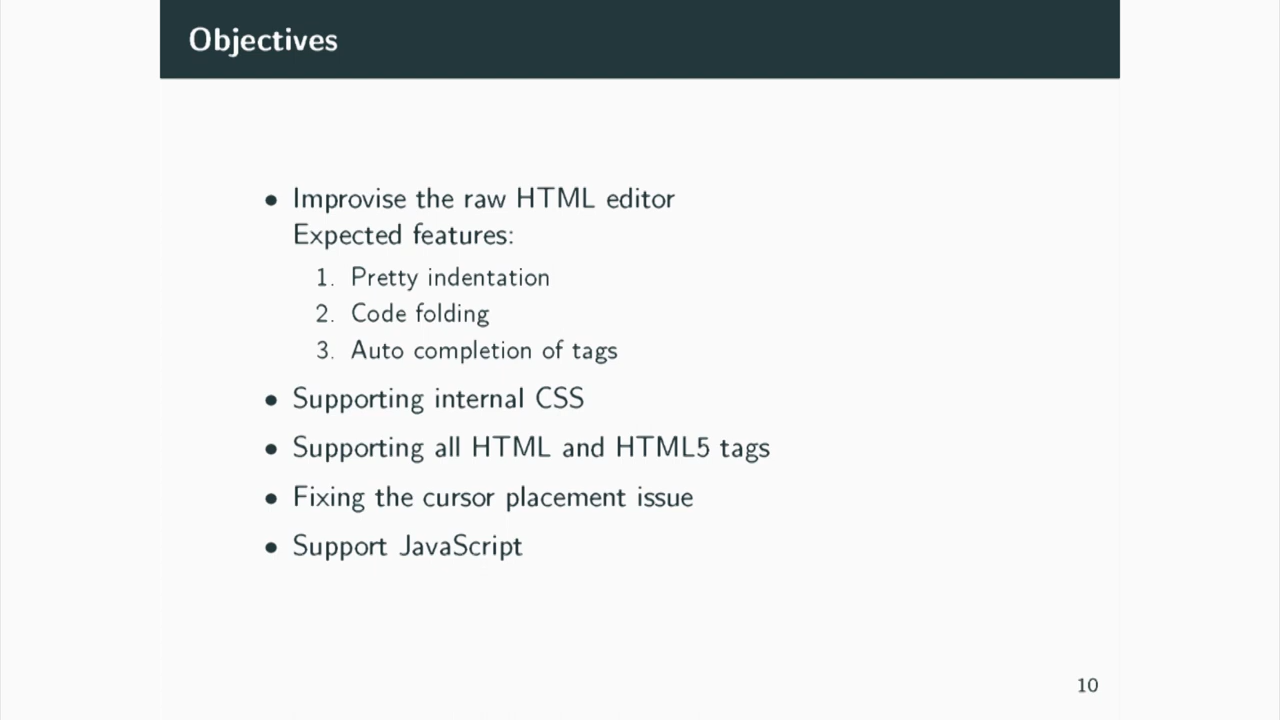 Objectives
• Improvise the raw HTML editor
Expected features:
1. Pretty indentation
2. Code folding
3. Auto completion of tags
• Supporting internal CSS
• Supporting all HTML and HTML5 tags
• Fixing the cursor placement issue
• Support JavaScript
10